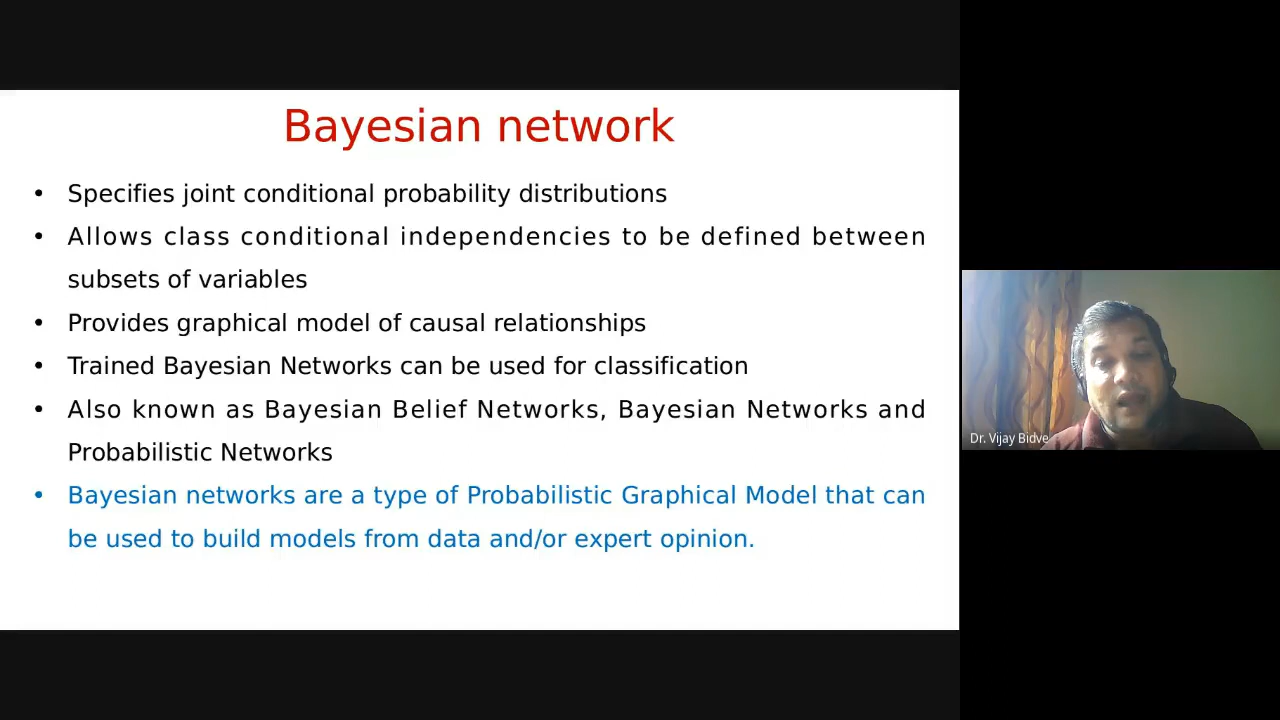 Bayesian network
• Specifies joint conditional probability distributions
• Allows class conditional independencies to be defined between
subsets of variables
• Provides graphical model of causal relationships
• Trained Bayesian Networks can be used for classification
• Also known as Bayesian Belief Networks, Bayesian Networks and
Probabilistic Networks
• Bayesian networks are a type of Probabilistic Graphical Model that can
be used to build models from data and/or expert opinion.
Dr. Vijay Bidve